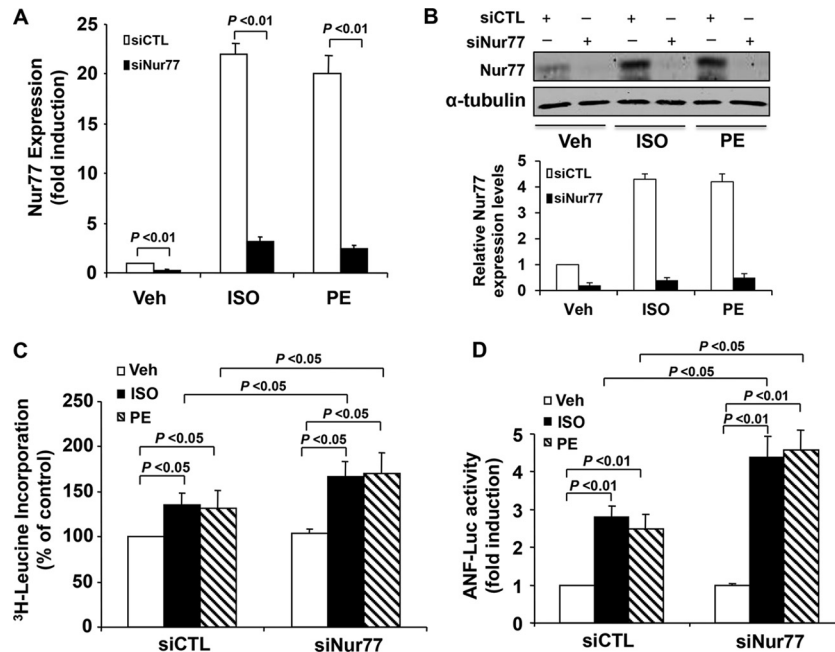 A
P <0.01
P <0.01
25
20
15
10
5
0
Nur77 Expression
(fold induction)
siCTL
siNur77
P <0.01
Veh ISO PE
B
siCTL + − + − + −
siNur77 − + − + − +
Nur77
α-tubulin
Veh ISO PE
5
4
3
2
1
0
Relative Nur77
expression levels
siCTL
siNur77
Veh ISO PE
C
Veh
ISO
PE
P <0.05
P <0.05
P <0.05
P <0.05
P <0.05
P <0.05
250
200
150
100
50
0
³H-Leucine Incorporation
(% of control)
siCTL siNur77
D
Veh
ISO
PE
P <0.05
P <0.05
P <0.01
P <0.01
P <0.01
P <0.01
5
4
3
2
1
0
ANF-Luc activity
(fold induction)
siCTL siNur77